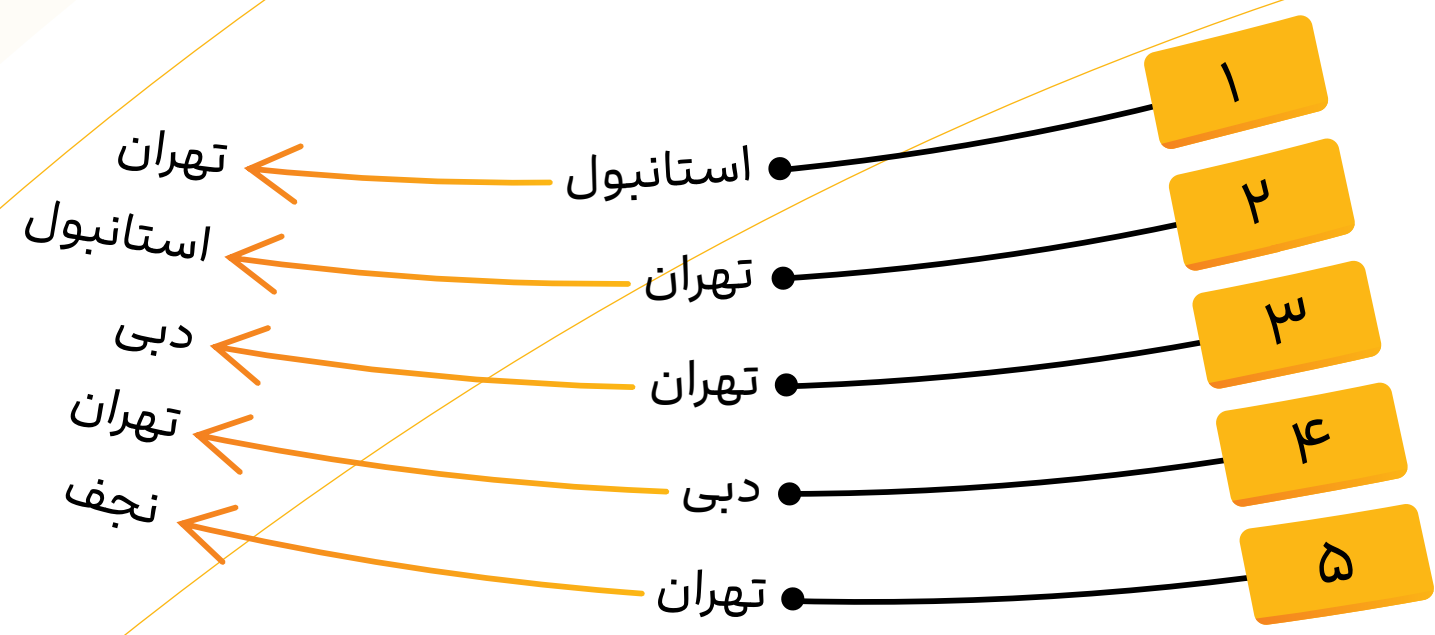 ۱ استانبول تهران
۲ تهران استانبول
۳ تهران دبی
۴ دبی تهران
۵ تهران نجف